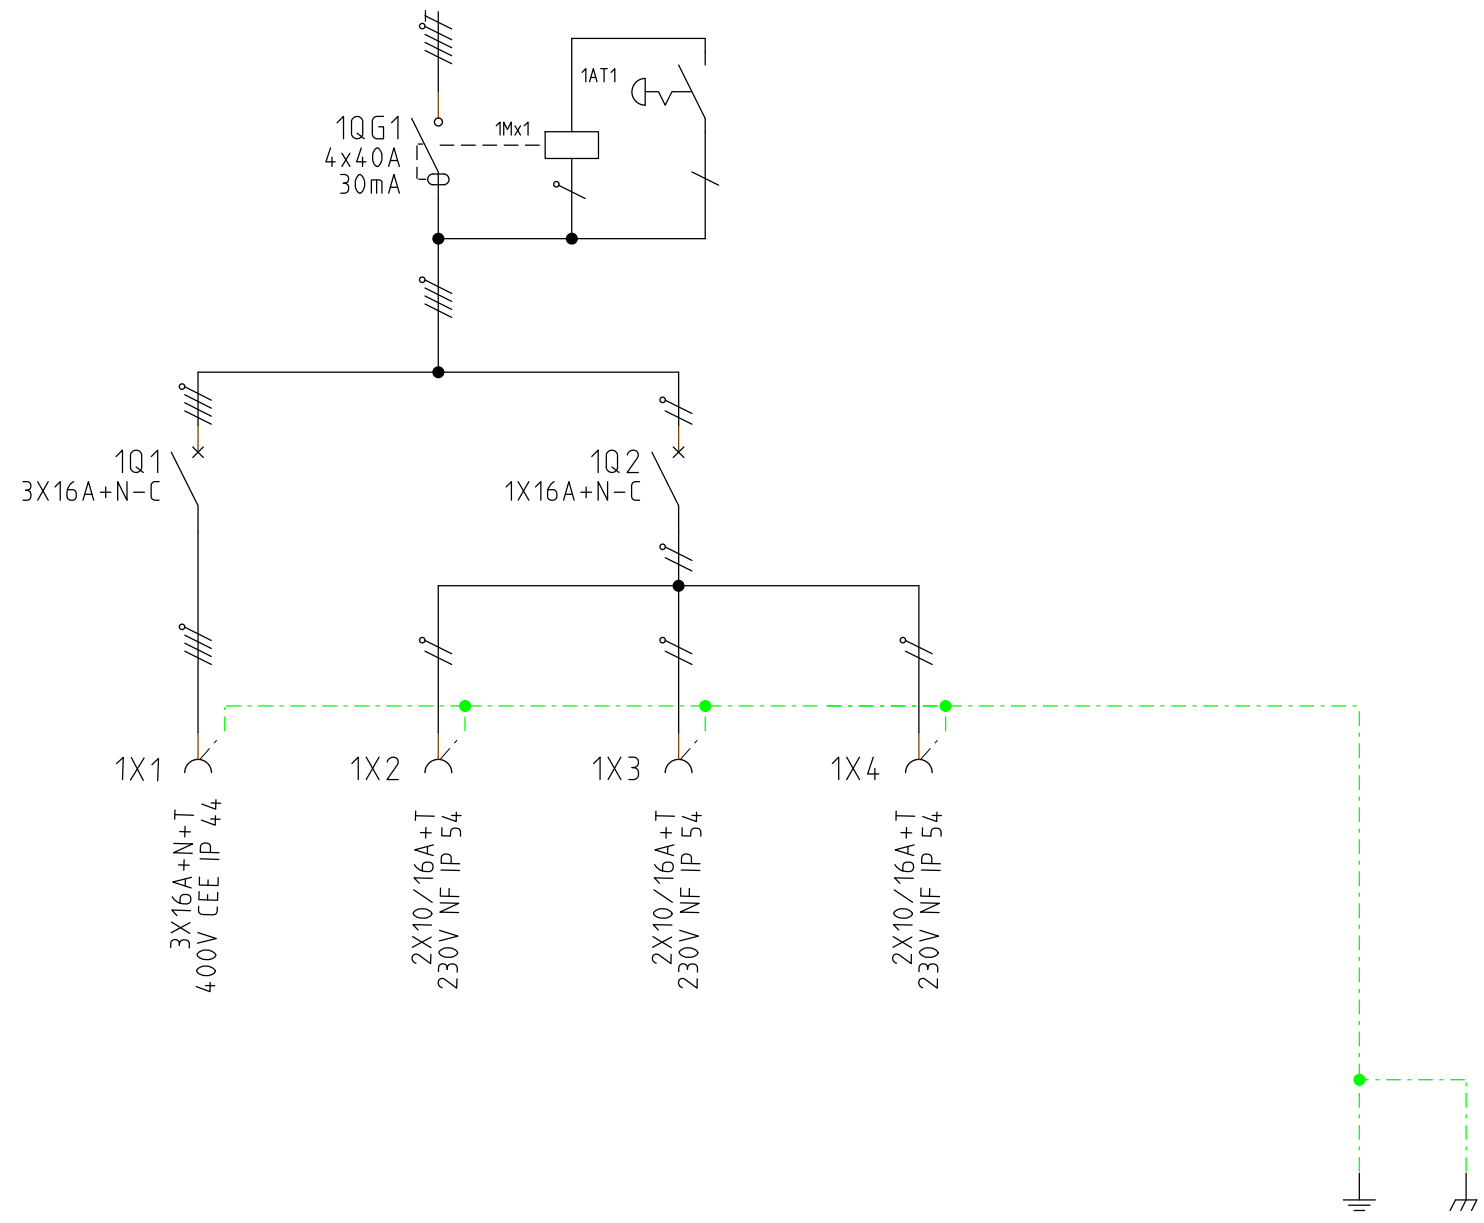 1AT1
1QG1
4x40A
30mA
1Mx1
1Q1
3X16A+N-C
1Q2
1X16A+N-C
1X1
1X2
1X3
1X4
3X16A+N+T
400V CEE IP 44
2X10/16A+T
230V NF IP 54
2X10/16A+T
230V NF IP 54
2X10/16A+T
230V NF IP 54